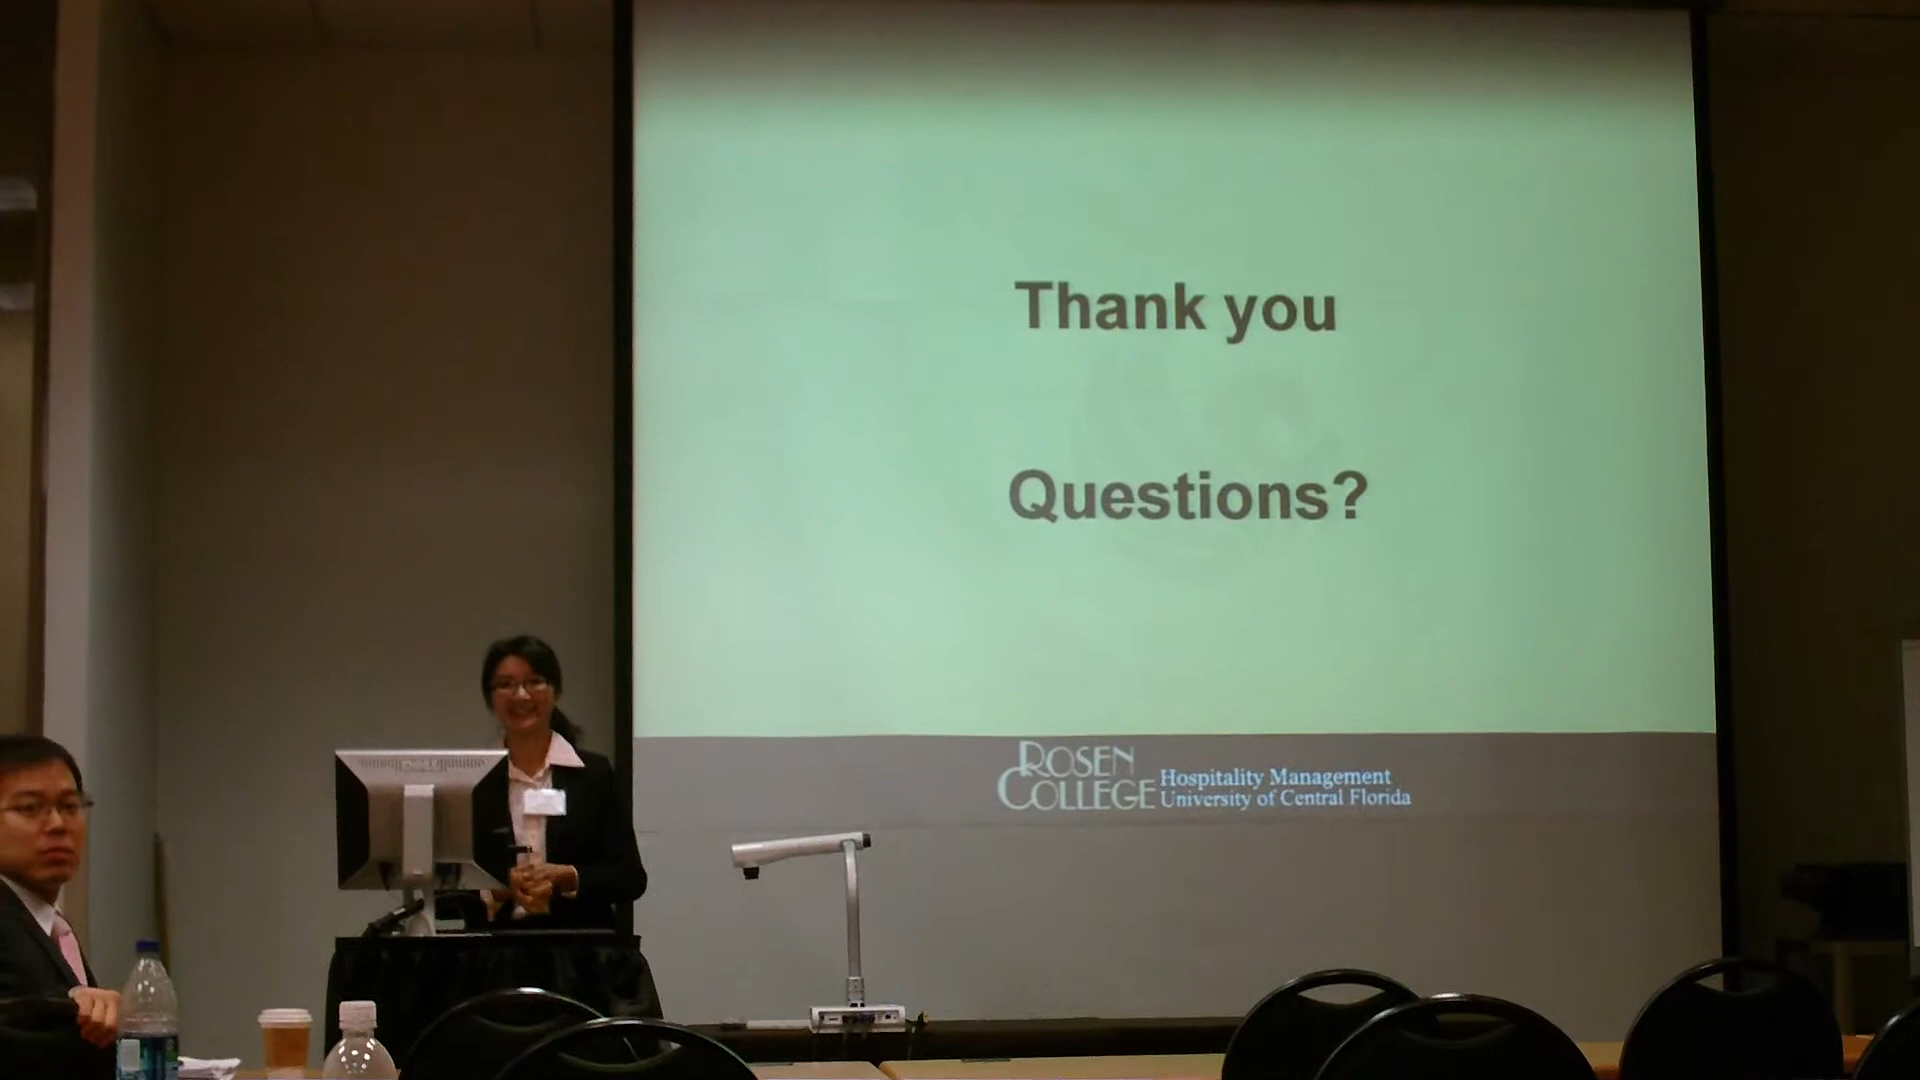 Thank you
Questions?
ROSEN
COLLEGE
Hospitality Management
University of Central Florida